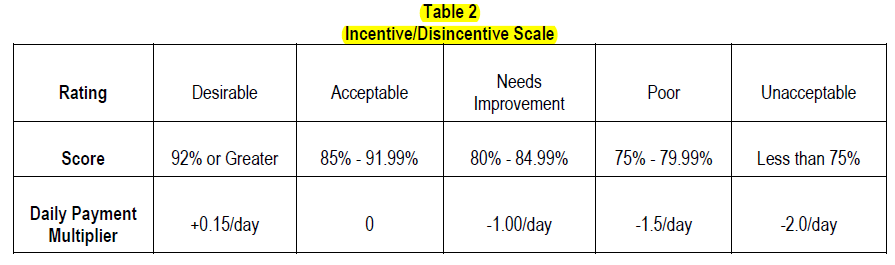 Table 2
Incentive/Disincentive Scale
Rating Desirable Acceptable Needs Improvement Poor Unacceptable
Score 92% or Greater 85% - 91.99% 80% - 84.99% 75% - 79.99% Less than 75%
Daily Payment Multiplier +0.15/day 0 -1.00/day -1.5/day -2.0/day